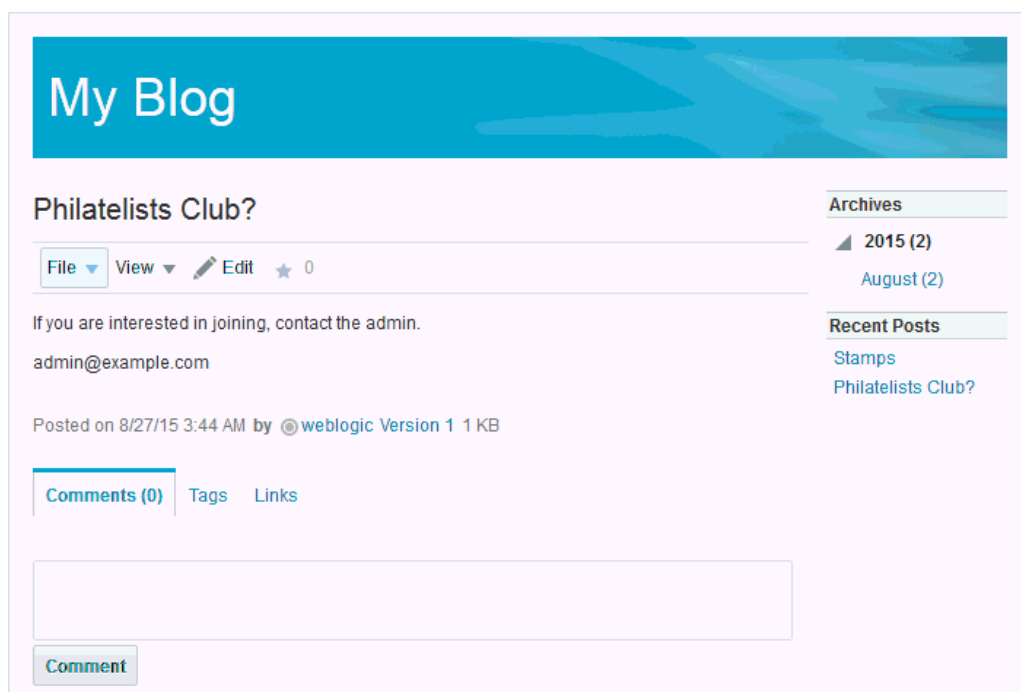 My Blog
Philatelists Club?
File View Edit 0
If you are interested in joining, contact the admin.
admin@example.com
Posted on 8/27/15 3:44 AM by weblogic Version 1 1 KB
Comments (0) Tags Links
Comment
Archives
2015 (2)
August (2)
Recent Posts
Stamps
Philatelists Club?